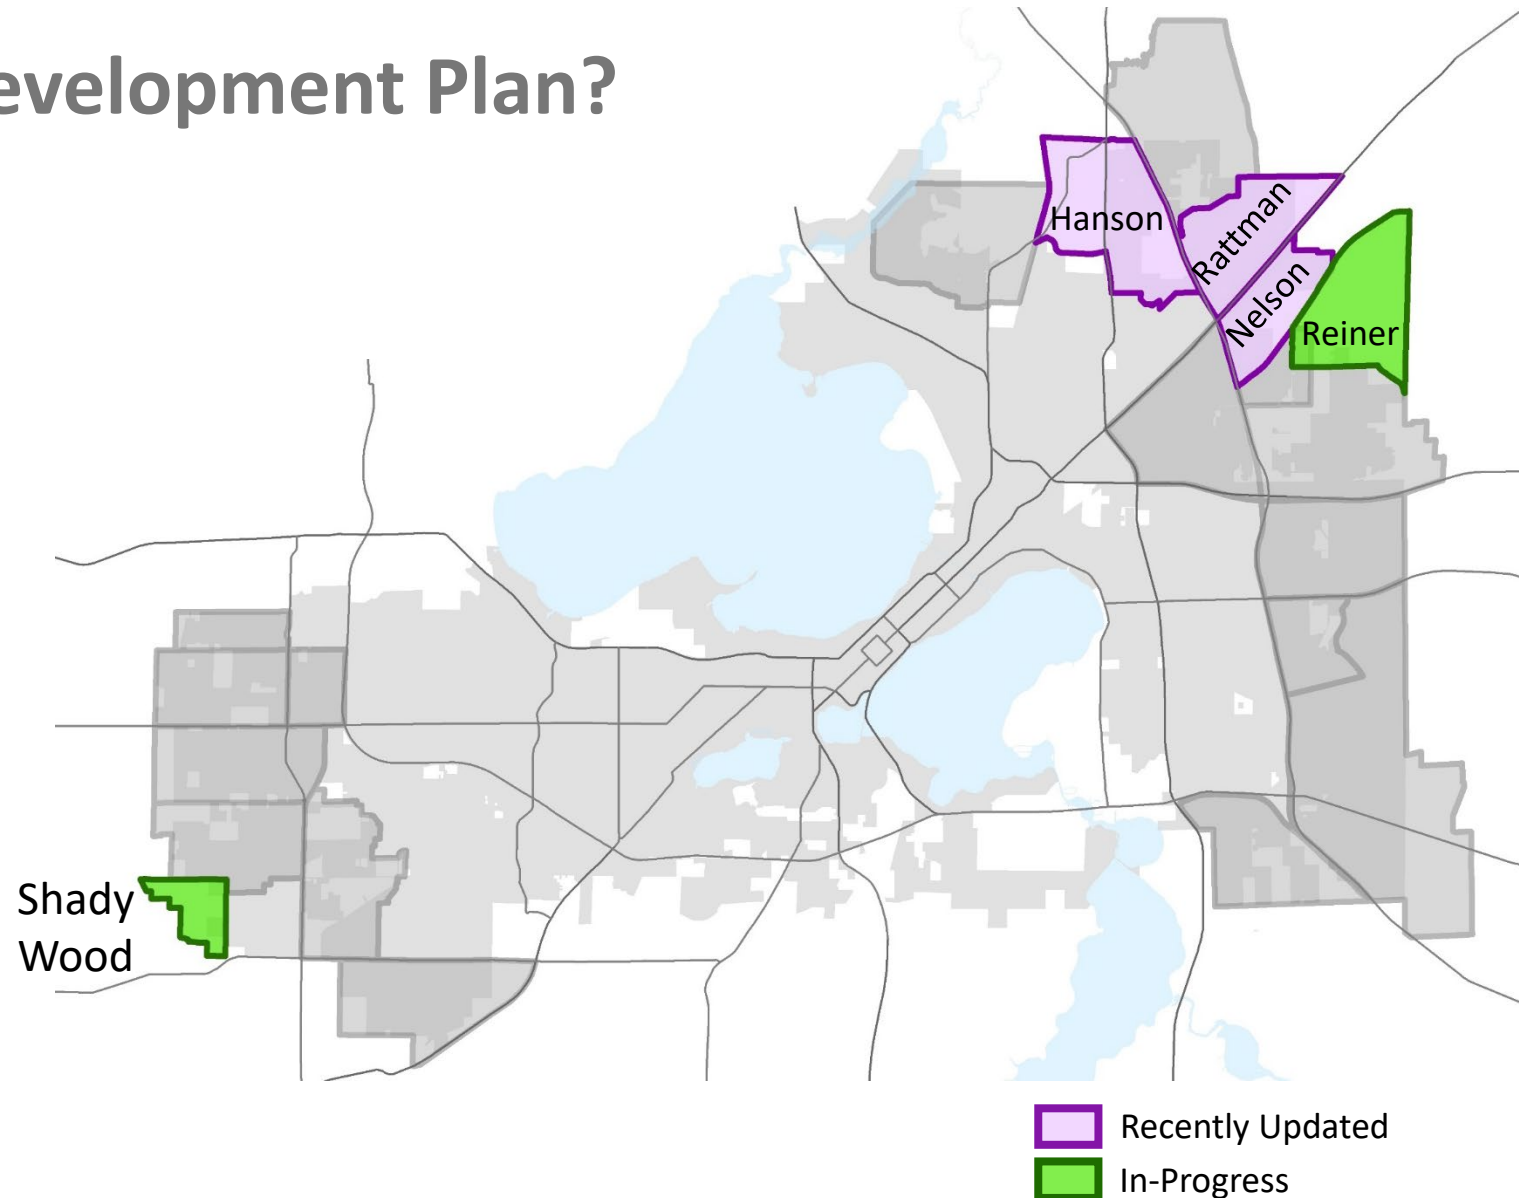 evelopment Plan?
Hanson
Rattman
Nelson
Reiner
Shady
Wood
Recently Updated
In-Progress